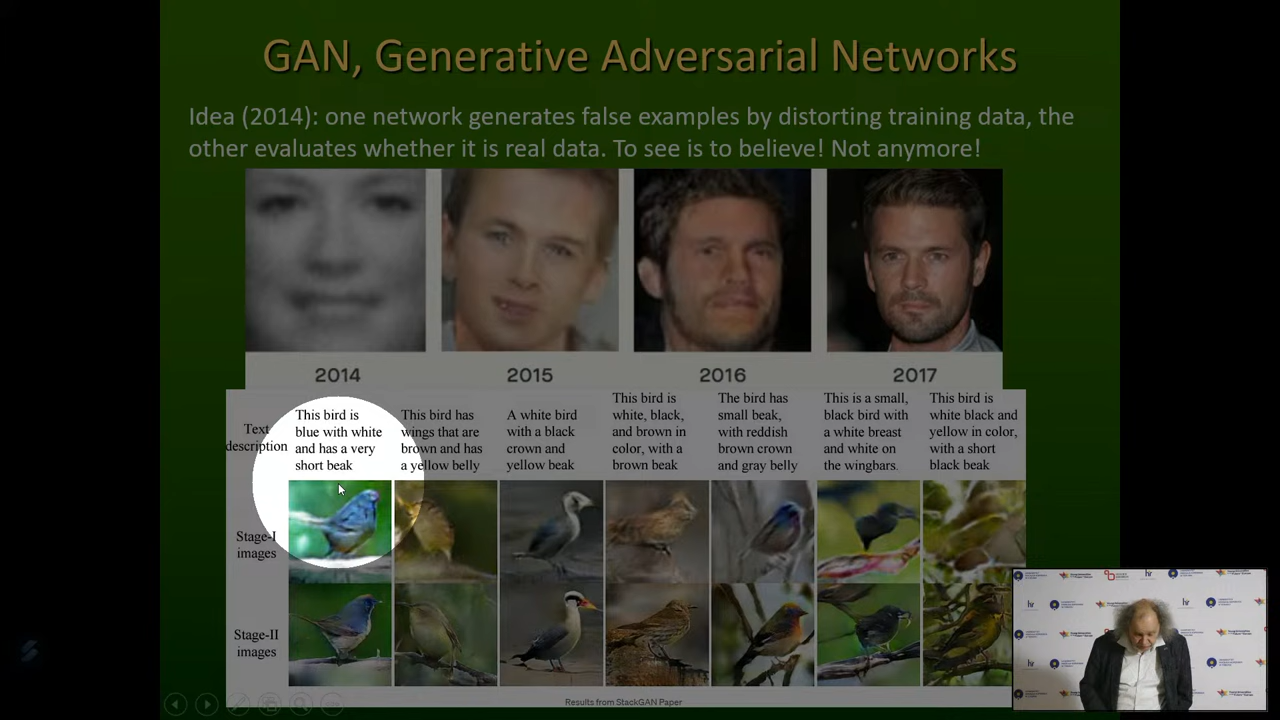 GAN, Generative Adversarial Networks
Idea (2014): one network generates false examples by distorting training data, the
other evaluates whether it is real data. To see is to believe! Not anymore!
2014
2015
2016
2017
Text
description
This bird is
blue with white
and has a very
short beak
This bird has
wings that are
brown and has
a yellow belly
A white bird
with a black
crown and
yellow beak
This bird is
white, black,
and brown in
color, with a
brown beak
The bird has
small beak,
with reddish
brown crown
and gray belly
This is a small,
black bird with
a white breast
and white on
the wingbars.
This bird is
white black and
yellow in color,
with a short
black beak
Stage-I
images
Stage-II
images
Results from StackGAN Paper
hr
hr
hr